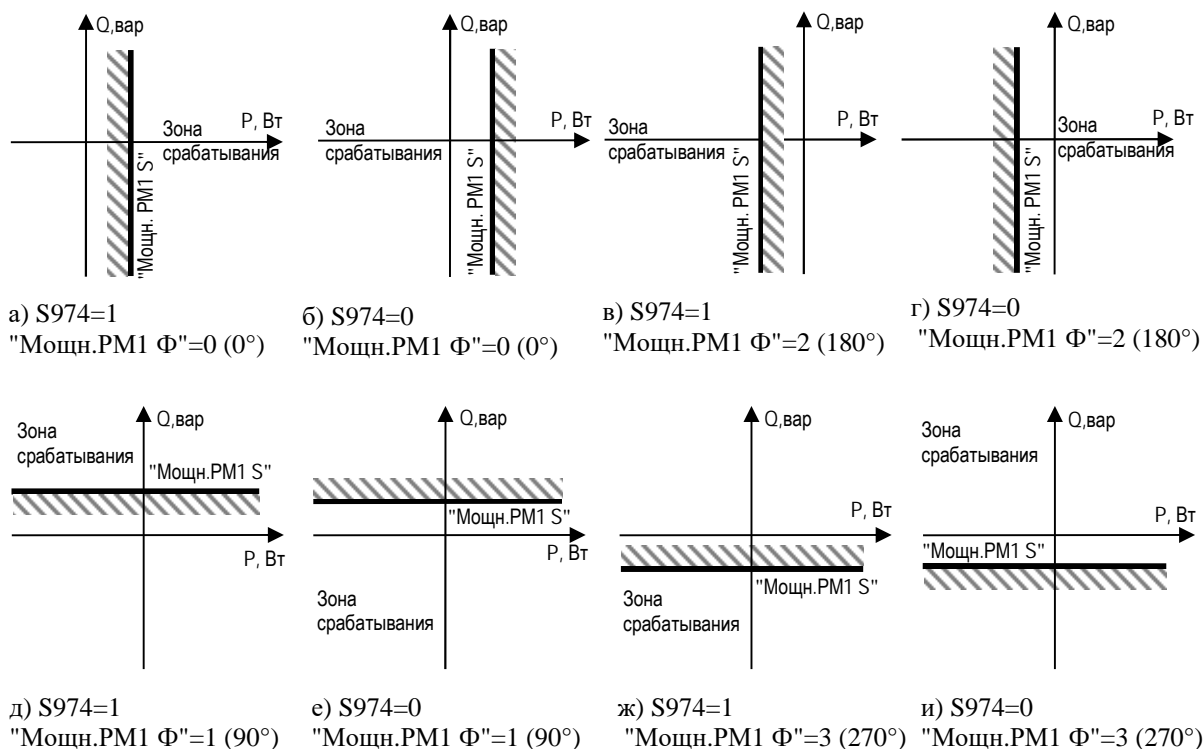 Q,вар
P, Вт
Зона
срабатывания
"Мощн. РМ1 S"
а) S974=1
"Мощн.РМ1 Ф"=0 (0°)
Q,вар
P, Вт
Зона
срабатывания
"Мощн. РМ1 S"
б) S974=0
"Мощн.РМ1 Ф"=0 (0°)
Q,вар
P, Вт
Зона
срабатывания
"Мощн. РМ1 S"
в) S974=1
"Мощн.РМ1 Ф"=2 (180°)
Q,вар
P, Вт
Зона
срабатывания
"Мощн. РМ1 S"
г) S974=0
"Мощн.РМ1 Ф"=2 (180°)
Q,вар
Зона
срабатывания
"Мощн.РМ1 S"
P, Вт
д) S974=1
"Мощн.РМ1 Ф"=1 (90°)
Q,вар
"Мощн.РМ1 S"
P, Вт
Зона
срабатывания
е) S974=0
"Мощн.РМ1 Ф"=1 (90°)
Q,вар
P, Вт
"Мощн.РМ1 S"
Зона
срабатывания
ж) S974=1
"Мощн.РМ1 Ф"=3 (270°)
Q,вар
Зона
срабатывания
P, Вт
"Мощн.РМ1 S"
и) S974=0
"Мощн.РМ1 Ф"=3 (270°)